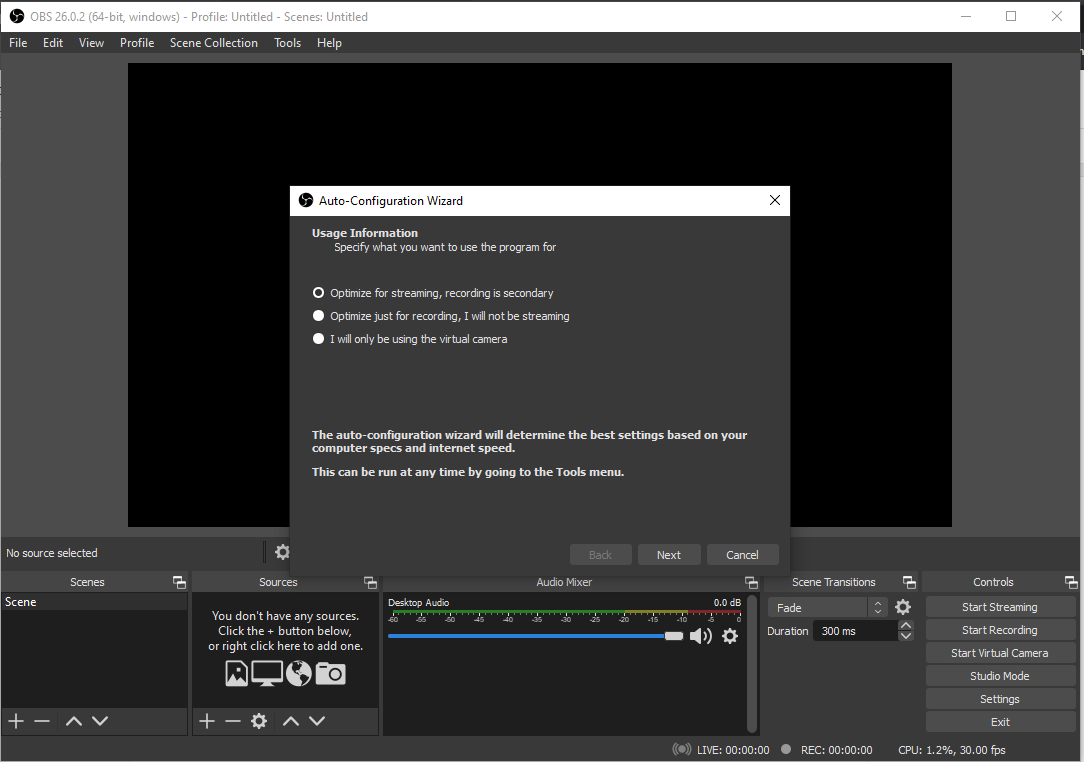 OBS 26.0.2 (64-bit, windows) - Profile: Untitled - Scenes: Untitled
File Edit View Profile Scene Collection Tools Help
Auto-Configuration Wizard
Usage Information
Specify what you want to use the program for
Optimize for streaming, recording is secondary
Optimize just for recording, I will not be streaming
I will only be using the virtual camera
The auto-configuration wizard will determine the best settings based on your
computer specs and internet speed.
This can be run at any time by going to the Tools menu.
Back Next Cancel
No source selected
Scenes Sources Audio Mixer Scene Transitions Controls
Scene
You don't have any sources.
Click the + button below,
or right click here to add one.
Desktop Audio 0.0 dB
-60 -55 -50 -45 -40 -35 -30 -25 -20 -15 -10 -5 0
Fade
Duration 300 ms
Start Streaming
Start Recording
Start Virtual Camera
Studio Mode
Settings
Exit
LIVE: 00:00:00 REC: 00:00:00 CPU: 1.2%, 30.00 fps